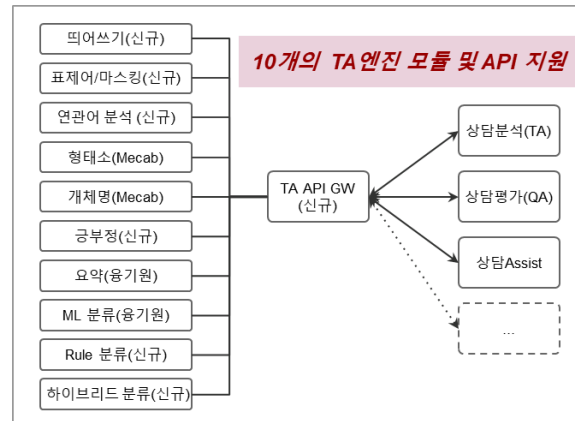 띄어쓰기(신규)
표제어/마스킹(신규)
연관어 분석 (신규)
형태소(Mecab)
개체명(Mecab)
긍부정(신규)
요약(융기원)
ML 분류(융기원)
Rule 분류(신규)
하이브리드 분류(신규)
10개의 TA엔진 모듈 및 API 지원
TA API GW
(신규)
상담분석(TA)
상담평가(QA)
상담Assist
...